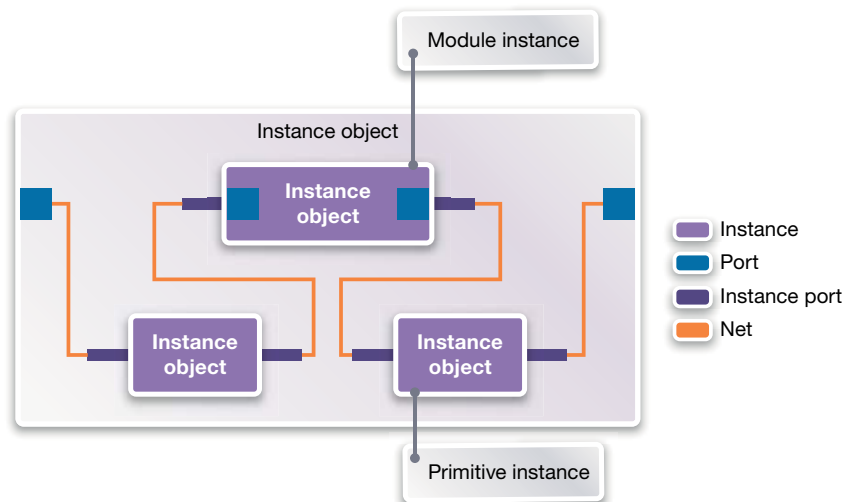 Module instance
Instance object
Instance
object
Instance
object
Instance
object
Primitive instance
Instance
Port
Instance port
Net